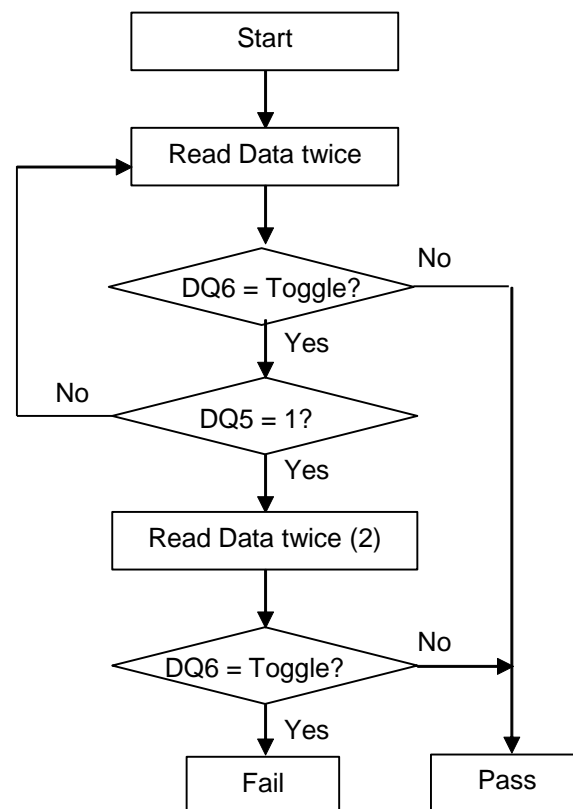 Start
Read Data twice
No
DQ6 = Toggle?
Yes
No
DQ5 = 1?
Yes
Read Data twice (2)
No
DQ6 = Toggle?
Yes
Fail
Pass